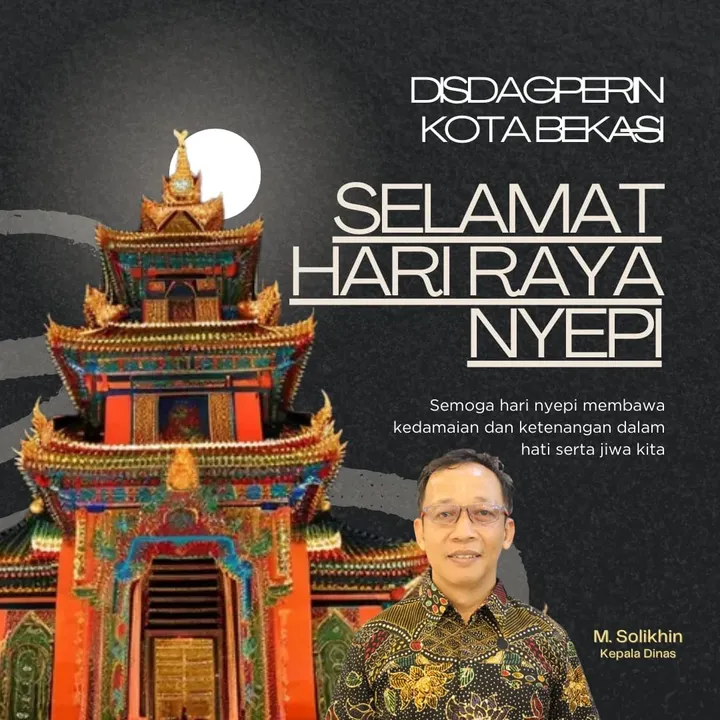 DISDAGPERIN
KOTA BEKASI
SELAMAT
HARI RAYA
NYEPI
Semoga hari nyepi membawa
kedamaian dan ketenangan dalam
hati serta jiwa kita
M. Solikhin
Kepala Dinas